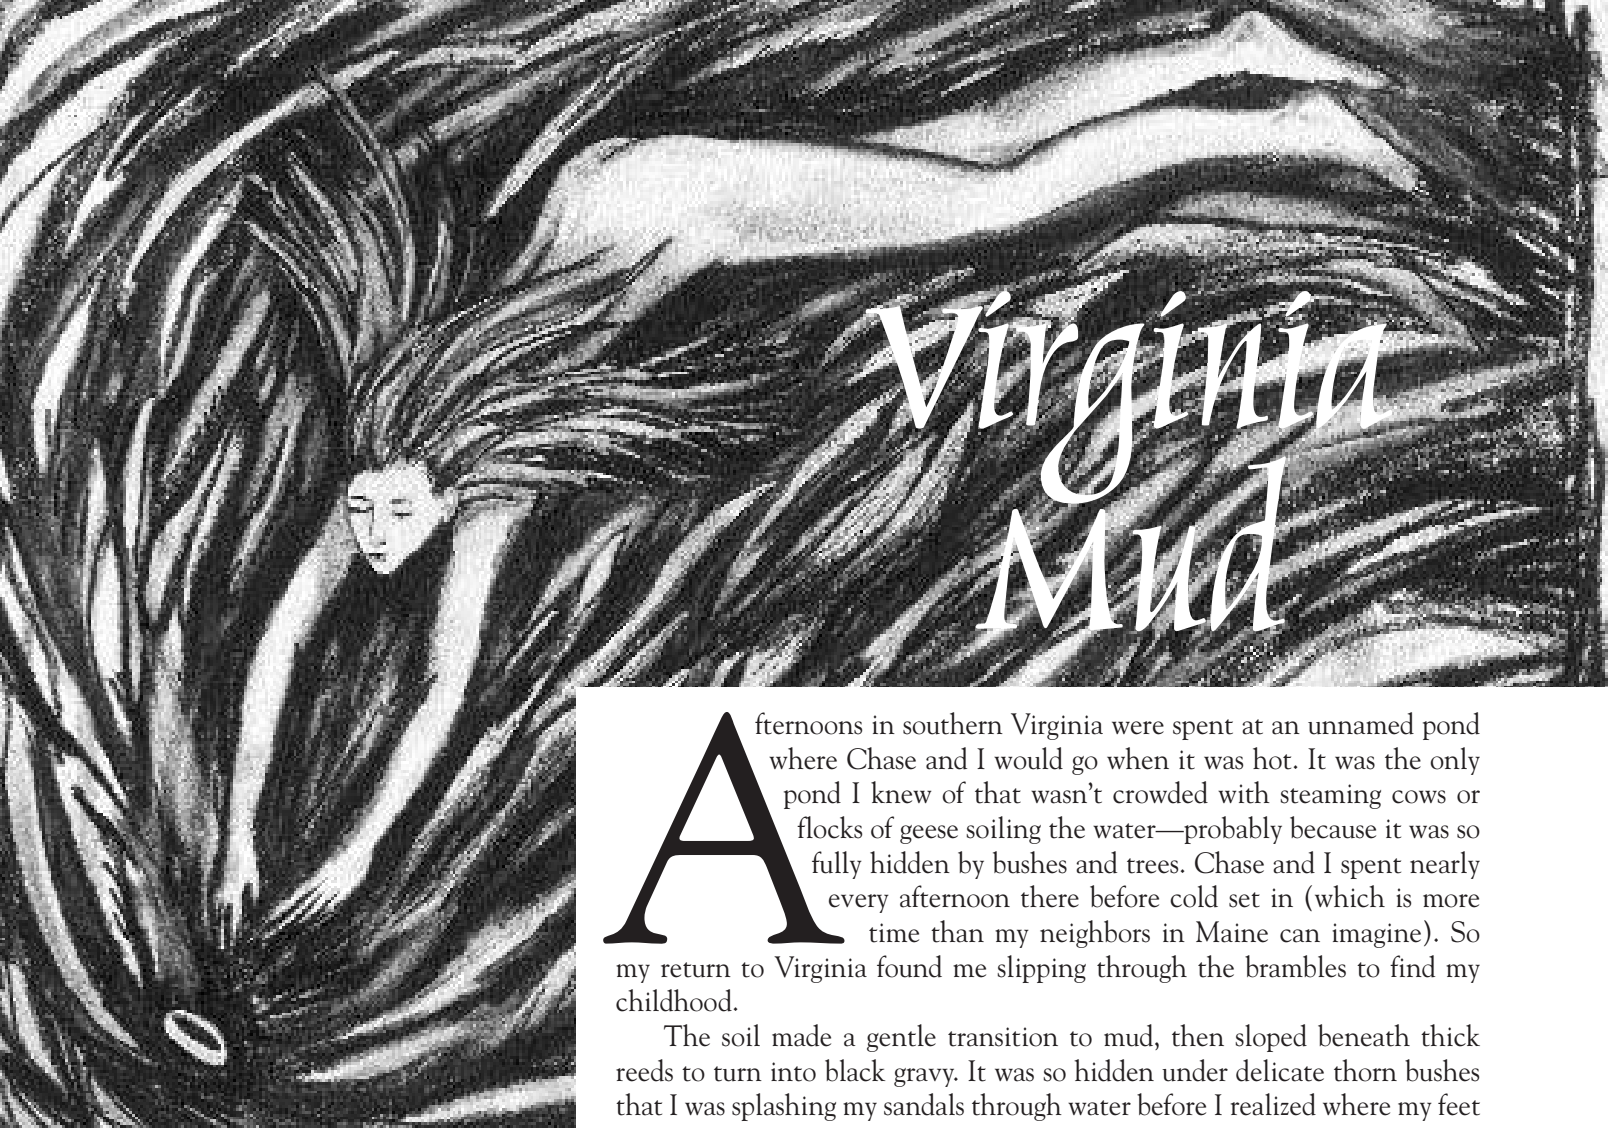 Virginia
Mud
Afternoons in southern Virginia were spent at an unnamed pond
where Chase and I would go when it was hot. It was the only
pond I knew of that wasn’t crowded with steaming cows or
flocks of geese soiling the water—probably because it was so
fully hidden by bushes and trees. Chase and I spent nearly
every afternoon there before cold set in (which is more
time than my neighbors in Maine can imagine). So
my return to Virginia found me slipping through the brambles to find my
childhood.
The soil made a gentle transition to mud, then sloped beneath thick
reeds to turn into black gravy. It was so hidden under delicate thorn bushes
that I was splashing my sandals through water before I realized where my feet